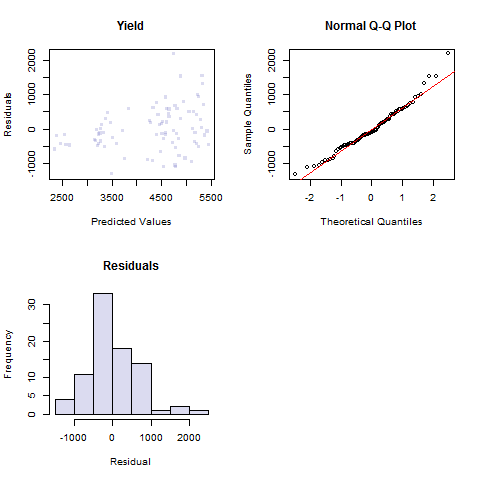 Yield
Residuals
2000
1000
0
-1000
2500
3500
4500
5500
Predicted Values
Normal Q-Q Plot
Sample Quantiles
2000
1000
0
-1000
-2
-1
0
1
2
Theoretical Quantiles
Residuals
Frequency
30
20
10
5
0
-1000
0
1000
2000
Residual